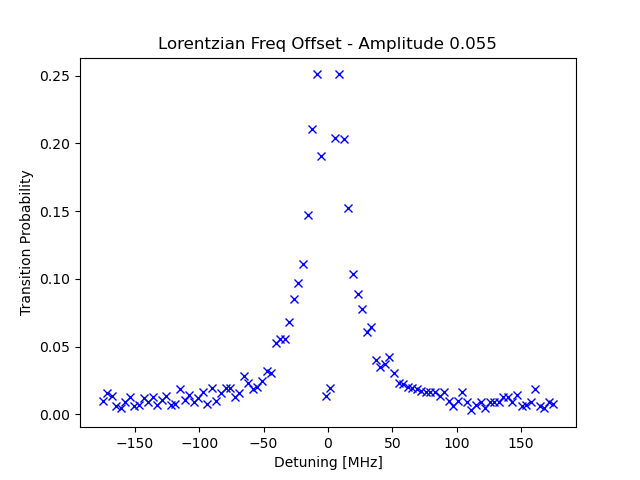 Lorentzian Freq Offset - Amplitude 0.055
0.25
0.20
0.15
0.10
0.05
0.00
Transition Probability
−150 −100 −50 0 50 100 150
Detuning [MHz]